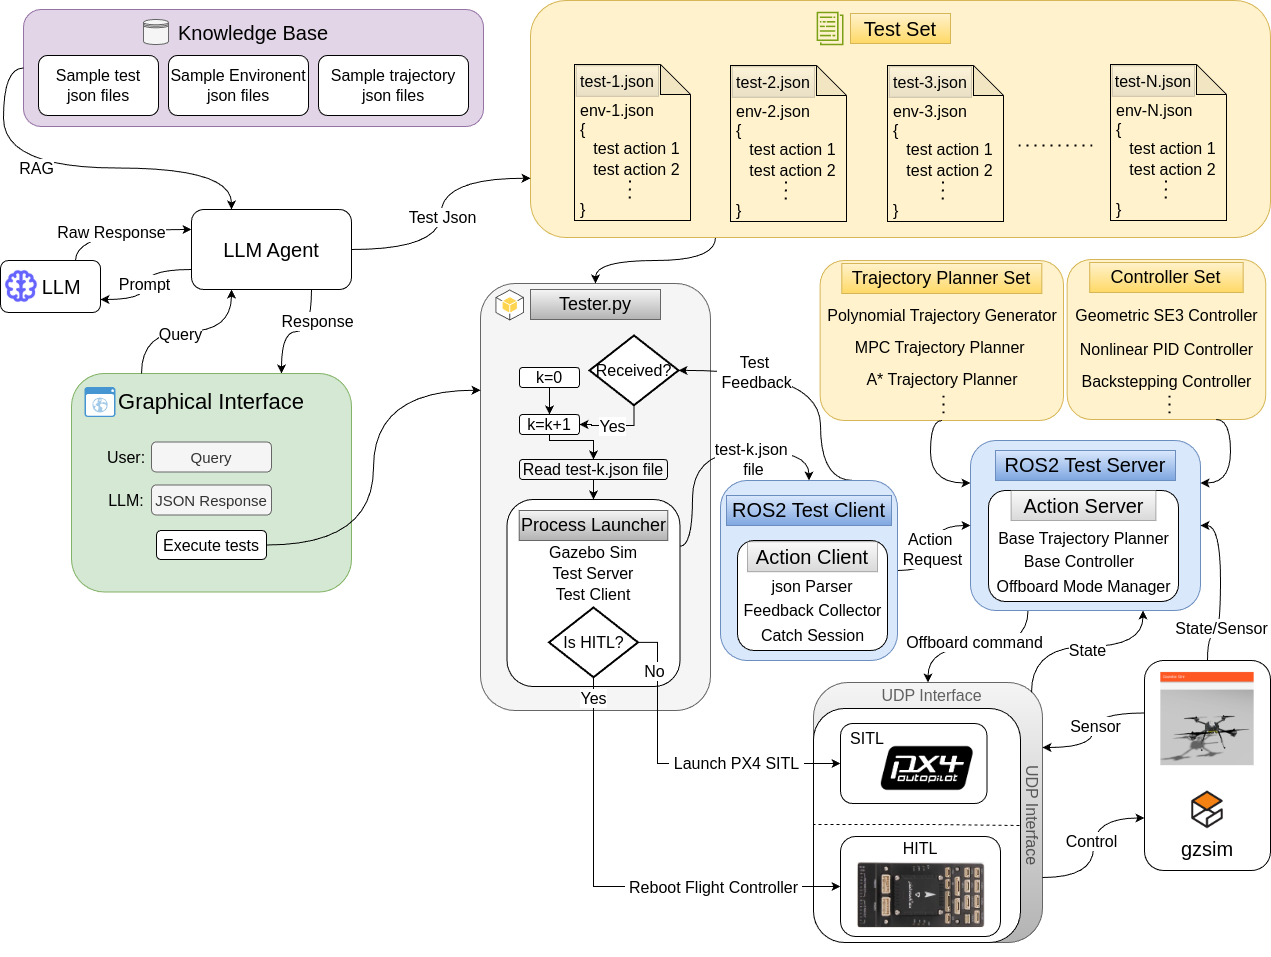 Knowledge Base
Sample test
json files
Sample Environent
json files
Sample trajectory
json files
RAG
Test Set
test-1.json
env-1.json
{
test action 1
test action 2
}
test-2.json
env-2.json
{
test action 1
test action 2
}
test-3.json
env-3.json
{
test action 1
test action 2
}
..........
test-N.json
env-N.json
{
test action 1
test action 2
}
Raw Response
LLM Agent
Test Json
LLM
Prompt
Query
Response
Graphical Interface
User:
Query
LLM:
JSON Response
Execute tests
Tester.py
Received?
k=0
k=k+1
Yes
Read test-k.json file
Process Launcher
Gazebo Sim
Test Server
Test Client
Is HITL?
No
Yes
Test
Feedback
test-k.json
file
Trajectory Planner Set
Polynomial Trajectory Generator
MPC Trajectory Planner
A* Trajectory Planner
Controller Set
Geometric SE3 Controller
Nonlinear PID Controller
Backstepping Controller
ROS2 Test Client
Action Client
json Parser
Feedback Collector
Catch Session
Action
Request
ROS2 Test Server
Action Server
Base Trajectory Planner
Base Controller
Offboard Mode Manager
Offboard command
State
State/Sensor
UDP Interface
UDP Interface
SITL
px4
autopilot
Launch PX4 SITL
HITL
Reboot Flight Controller
Sensor
Control
gzsim